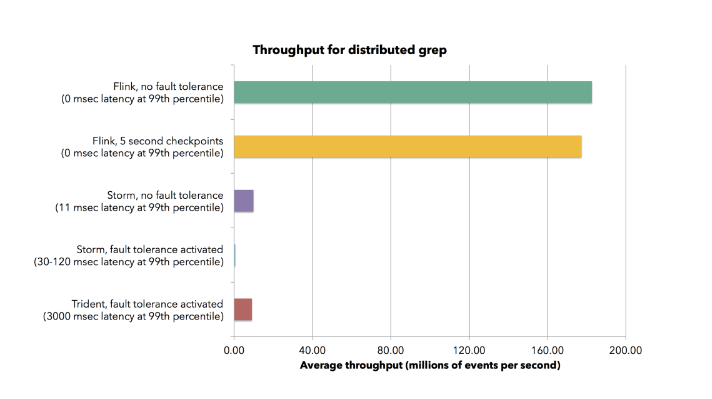 Throughput for distributed grep
Flink, no fault tolerance
(0 msec latency at 99th percentile)
Flink, 5 second checkpoints
(0 msec latency at 99th percentile)
Storm, no fault tolerance
(11 msec latency at 99th percentile)
Storm, fault tolerance activated
(30-120 msec latency at 99th percentile)
Trident, fault tolerance activated
(3000 msec latency at 99th percentile)
0.00 40.00 80.00 120.00 160.00 200.00
Average throughput (millions of events per second)